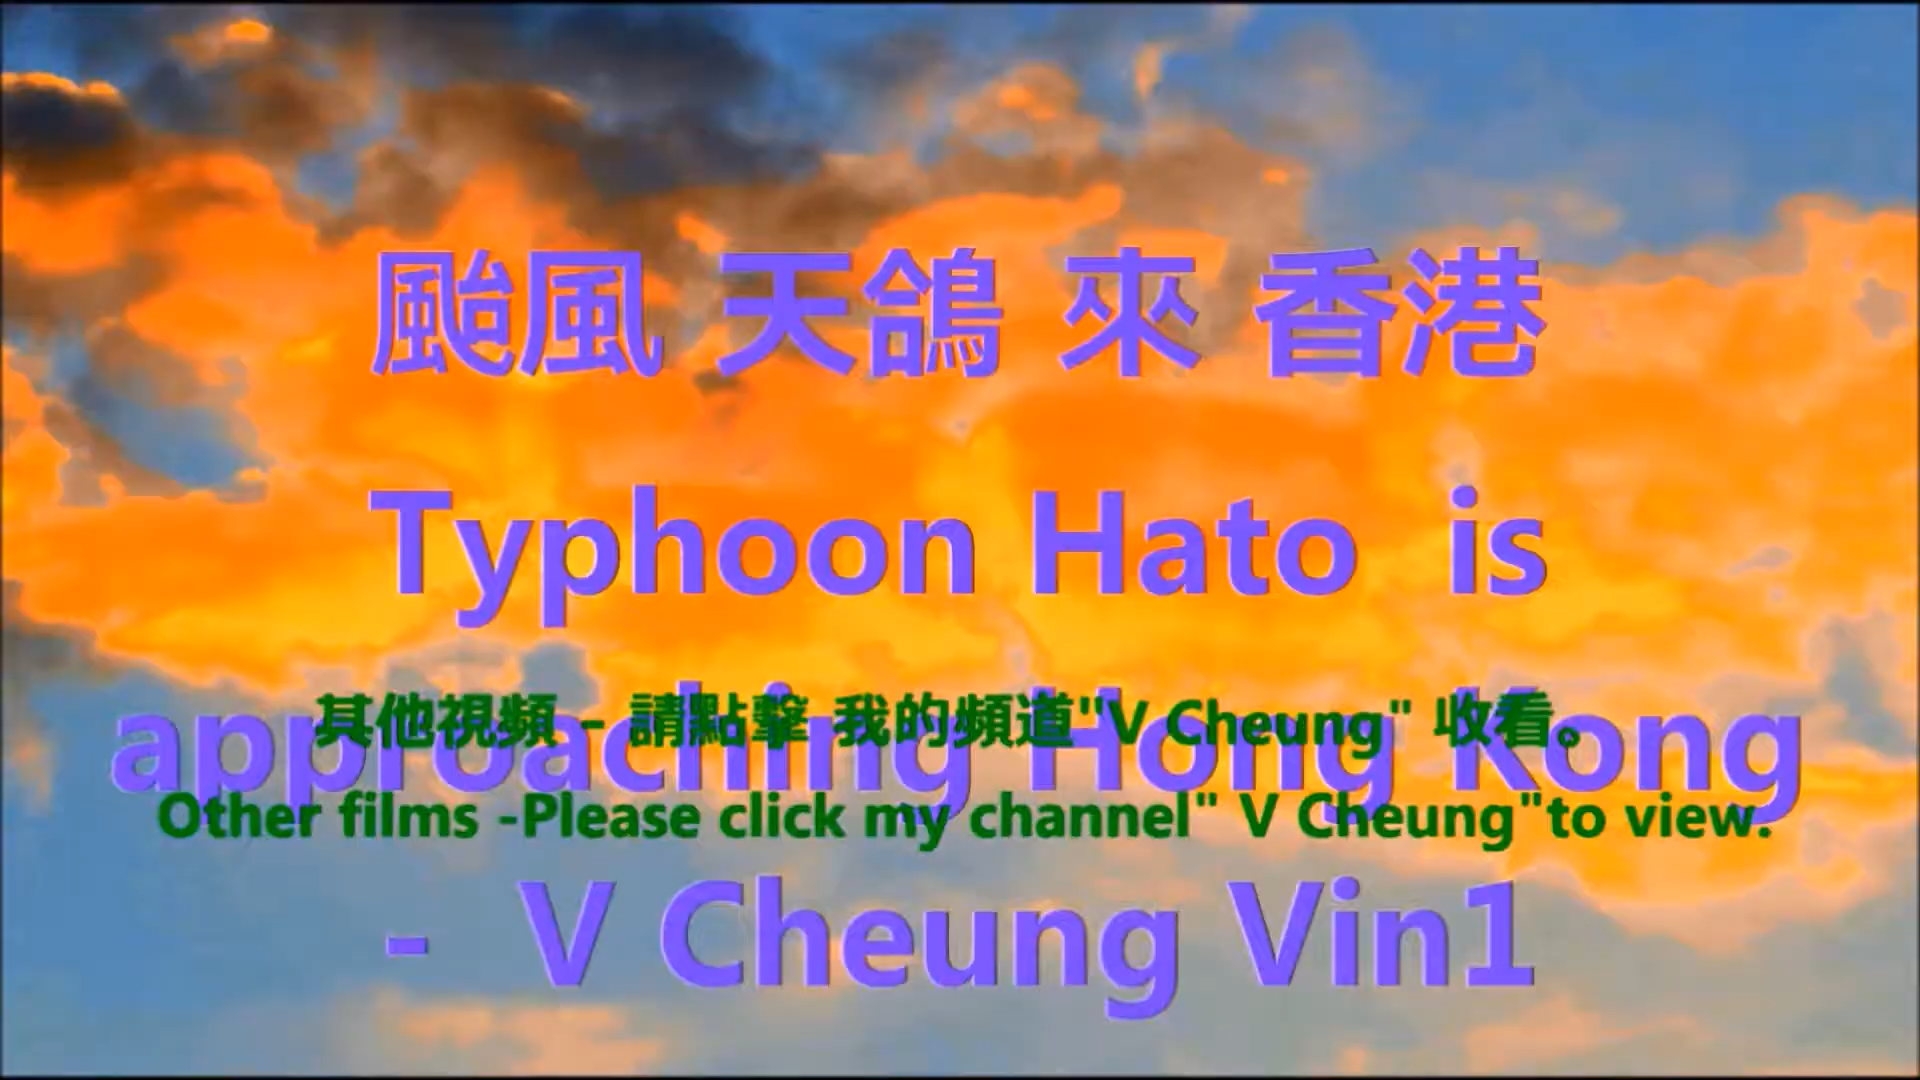 颱風 天鴿 來 香港
Typhoon Hato is
approaching Hong Kong
- V Cheung Vin1
其他視頻 - 請點擊 我的頻道"V Cheung" 收看。
Other films -Please click my channel" V Cheung"to view.